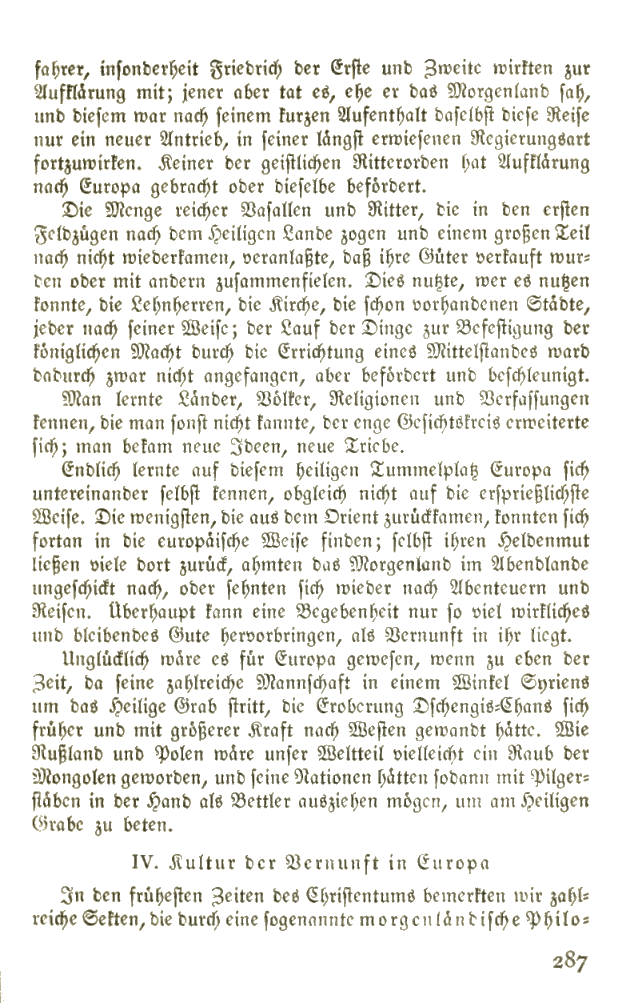 fahrer, insonderheit Friedrich der Erste und Zweite wirkten zur
Aufklärung mit; jener aber tat es, ehe er das Morgenland sah,
und diesem war nach seinem kurzen Aufenthalt daselbst diese Reise
nur ein neuer Antrieb, in seiner längst erwiesenen Regierungsart
fortzuwirken. Keiner der geistlichen Ritterorden hat Aufklärung
nach Europa gebracht oder dieselbe befördert.
Die Menge reicher Vasallen und Ritter, die in den ersten
Feldzügen nach dem Heiligen Lande zogen und einem großen Teil
nach nicht wiederkamen, veranlaßte, daß ihre Güter verkauft wur-
den oder mit andern zusammenfielen. Dies nutzte, wer es nutzen
konnte, die Lehnherren, die Kirche, die schon vorhandenen Städte,
jeder nach seiner Weise; der Lauf der Dinge zur Befestigung der
königlichen Macht durch die Errichtung eines Mittelstandes ward
dadurch zwar nicht angefangen, aber befördert und beschleunigt.
Man lernte Länder, Völker, Religionen und Verfassungen
kennen, die man sonst nicht kannte, der enge Gesichtskreis erweiterte
sich; man bekam neue Ideen, neue Triebe.
Endlich lernte auf diesem heiligen Tummelplatz Europa sich
untereinander selbst kennen, obgleich nicht auf die ersprießlichste
Weise. Die wenigsten, die aus dem Orient zurückkamen, konnten sich
fortan in die europäische Weise finden; selbst ihren Heldenmut
ließen viele dort zurück, ahmten das Morgenland im Abendlande
ungeschickt nach, oder sehnten sich wieder nach Abenteuern und
Reisen. Überhaupt kann eine Begebenheit nur so viel wirkliches
und bleibendes Gute hervorbringen, als Vernunft in ihr liegt.
Unglücklich wäre es für Europa gewesen, wenn zu eben der
Zeit, da seine zahlreiche Mannschaft in einem Winkel Syriens
um das Heilige Grab stritt, die Eroberung Dschengis-Chans sich
früher und mit größerer Kraft nach Westen gewandt hätte. Wie
Rußland und Polen wäre unser Weltteil vielleicht ein Raub der
Mongolen geworden, und seine Nationen hätten sodann mit Pilger-
stäben in der Hand als Bettler ausziehen mögen, um am Heiligen
Grabe zu beten.
IV. Kultur der Vernunft in Europa
In den frühesten Zeiten des Christentums bemerkten wir zahl-
reiche Sekten, die durch eine sogenannte morgenländische Philo-
287